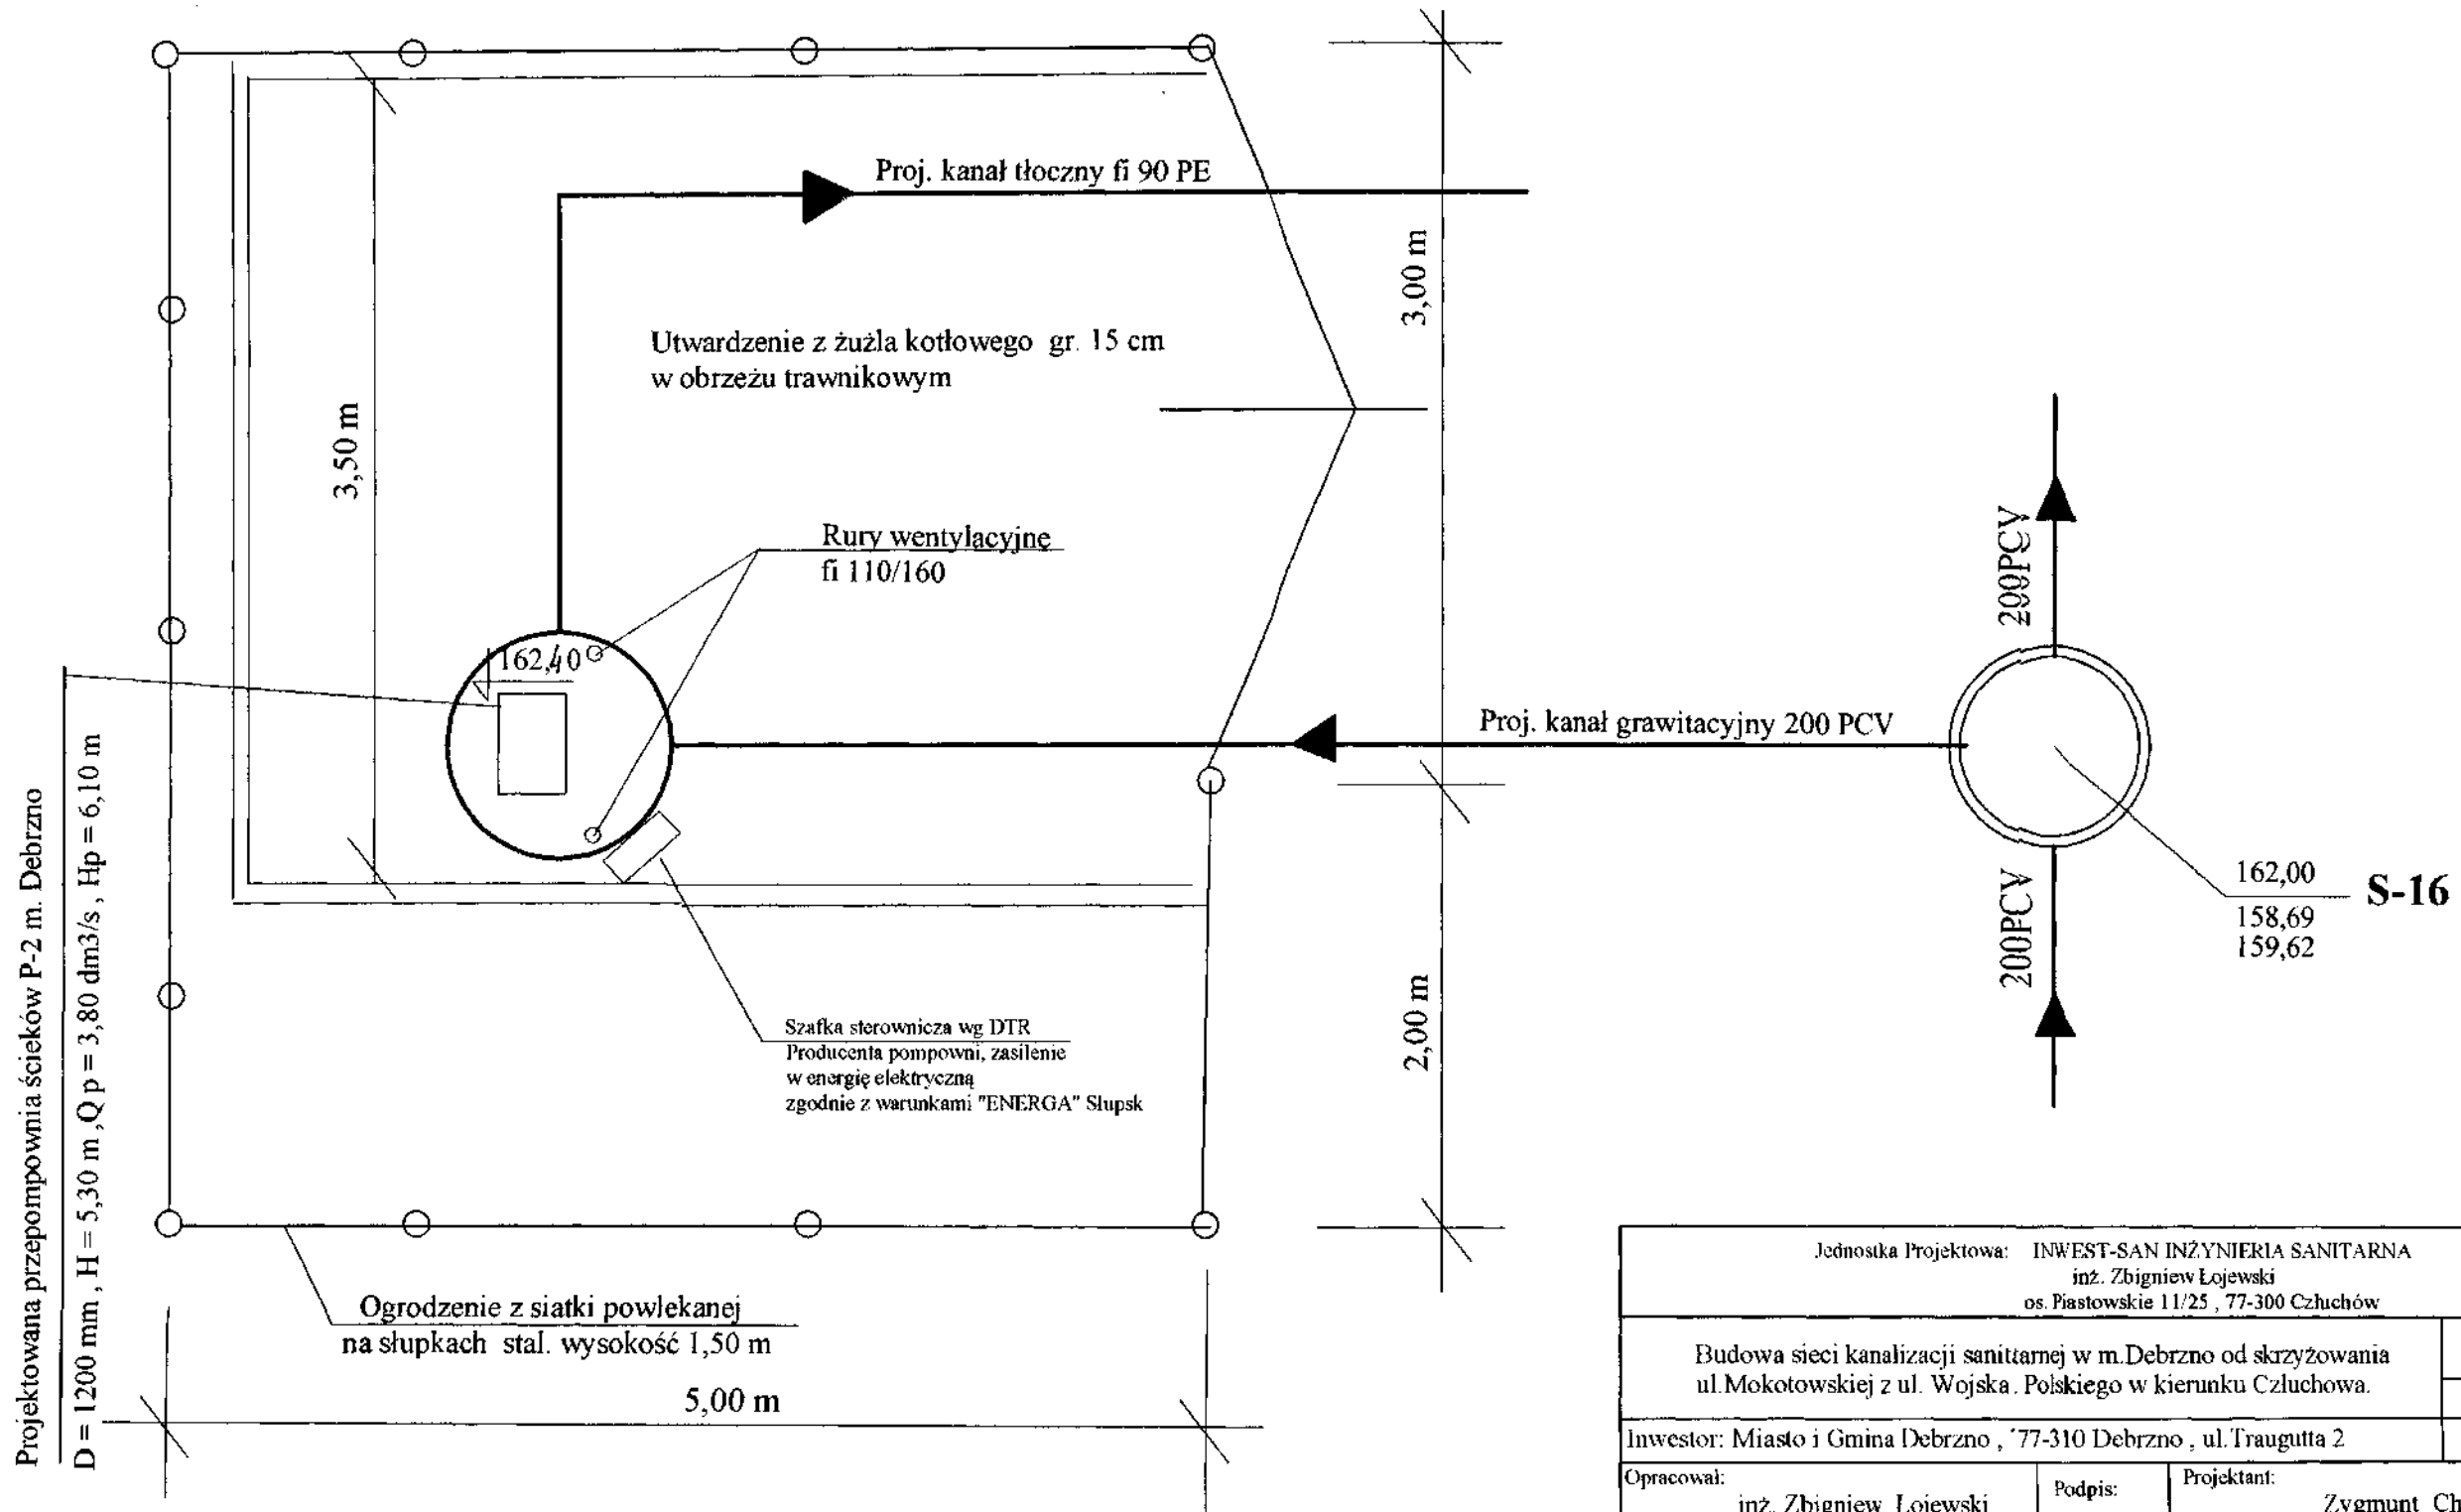 Proj. kanał tłoczny fi 90 PE
3,00 m
Utwardzenie z żużla kotłowego gr. 15 cm
w obrzeżu trawnikowym
3,50 m
Rury wentylacyjne
fi 110/160
162,40
200PCV
Proj. kanał grawitacyjny 200 PCV
Projektowana przepompownia ścieków P-2 m. Debrzno
D = 1200 mm , H = 5,30 m ,Q p = 3,80 dm3/s , Hp = 6,10 m
162,00
S-16
158,69
159,62
200PCV
2,00 m
Szafka sterownicza wg DTR
Producenta pompowni, zasilenie
w energię elektryczną
zgodnie z warunkami "ENERGA" Słupsk
Ogrodzenie z siatki powlekanej
na słupkach stal. wysokość 1,50 m
5,00 m
Jednostka Projektowa: INWEST-SAN INŻYNIERIA SANITARNA
inż. Zbigniew Łojewski
os. Piastowskie 11/25 , 77-300 Człuchów
Budowa sieci kanalizacji sanittarnej w m.Debrzno od skrzyżowania
ul.Mokotowskiej z ul. Wojska. Polskiego w kierunku Człuchowa.
Inwestor: Miasto i Gmina Debrzno , 77-310 Debrzno , ul.Traugutta 2
Opracował:
Podpis:
Projektant:
inż. Zbigniew Łojewski
Zygmunt